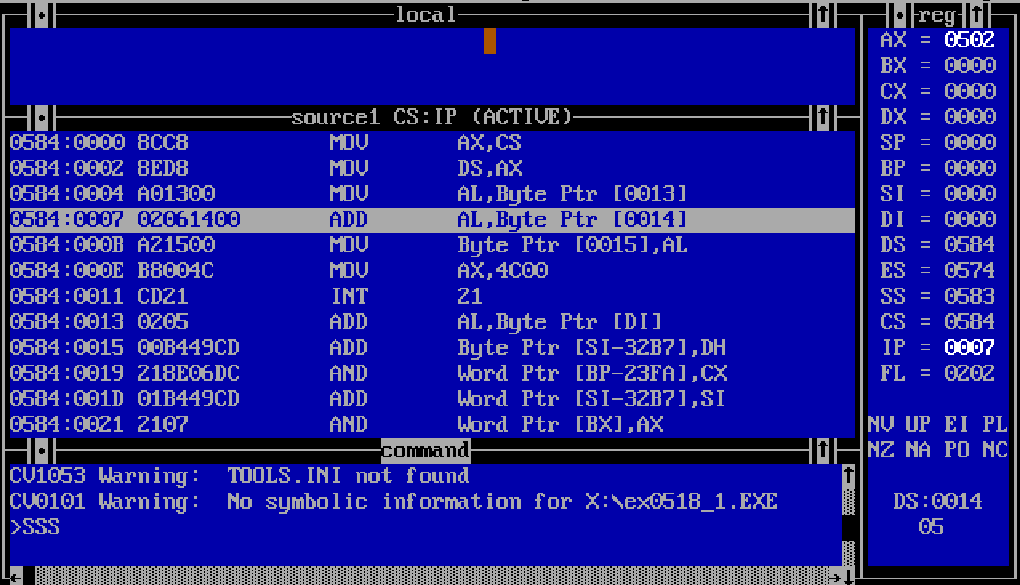 local
source1 CS:IP (ACTIVE)
0584:0000 8CC8 MOV AX,CS
0584:0002 8ED8 MOV DS,AX
0584:0004 A01300 MOV AL,Byte Ptr [0013]
0584:0007 02061400 ADD AL,Byte Ptr [0014]
0584:000B A21500 MOV Byte Ptr [0015],AL
0584:000E B8004C MOV AX,4C00
0584:0011 CD21 INT 21
0584:0013 0205 ADD AL,Byte Ptr [DI]
0584:0015 00B449CD ADD Byte Ptr [SI-32B7],DH
0584:0019 218E06DC AND Word Ptr [BP-23FA],CX
0584:001D 01B449CD ADD Word Ptr [SI-32B7],SI
0584:0021 2107 AND Word Ptr [BX],AX
command
CV1053 Warning: TOOLS.INI not found
CV0101 Warning: No symbolic information for X:\ex0518_1.EXE
>SSS
reg
AX = 0502
BX = 0000
CX = 0000
DX = 0000
SP = 0000
BP = 0000
SI = 0000
DI = 0000
DS = 0584
ES = 0574
SS = 0583
CS = 0584
IP = 0007
FL = 0202
NV UP EI PL
NZ NA PO NC
DS:0014
05